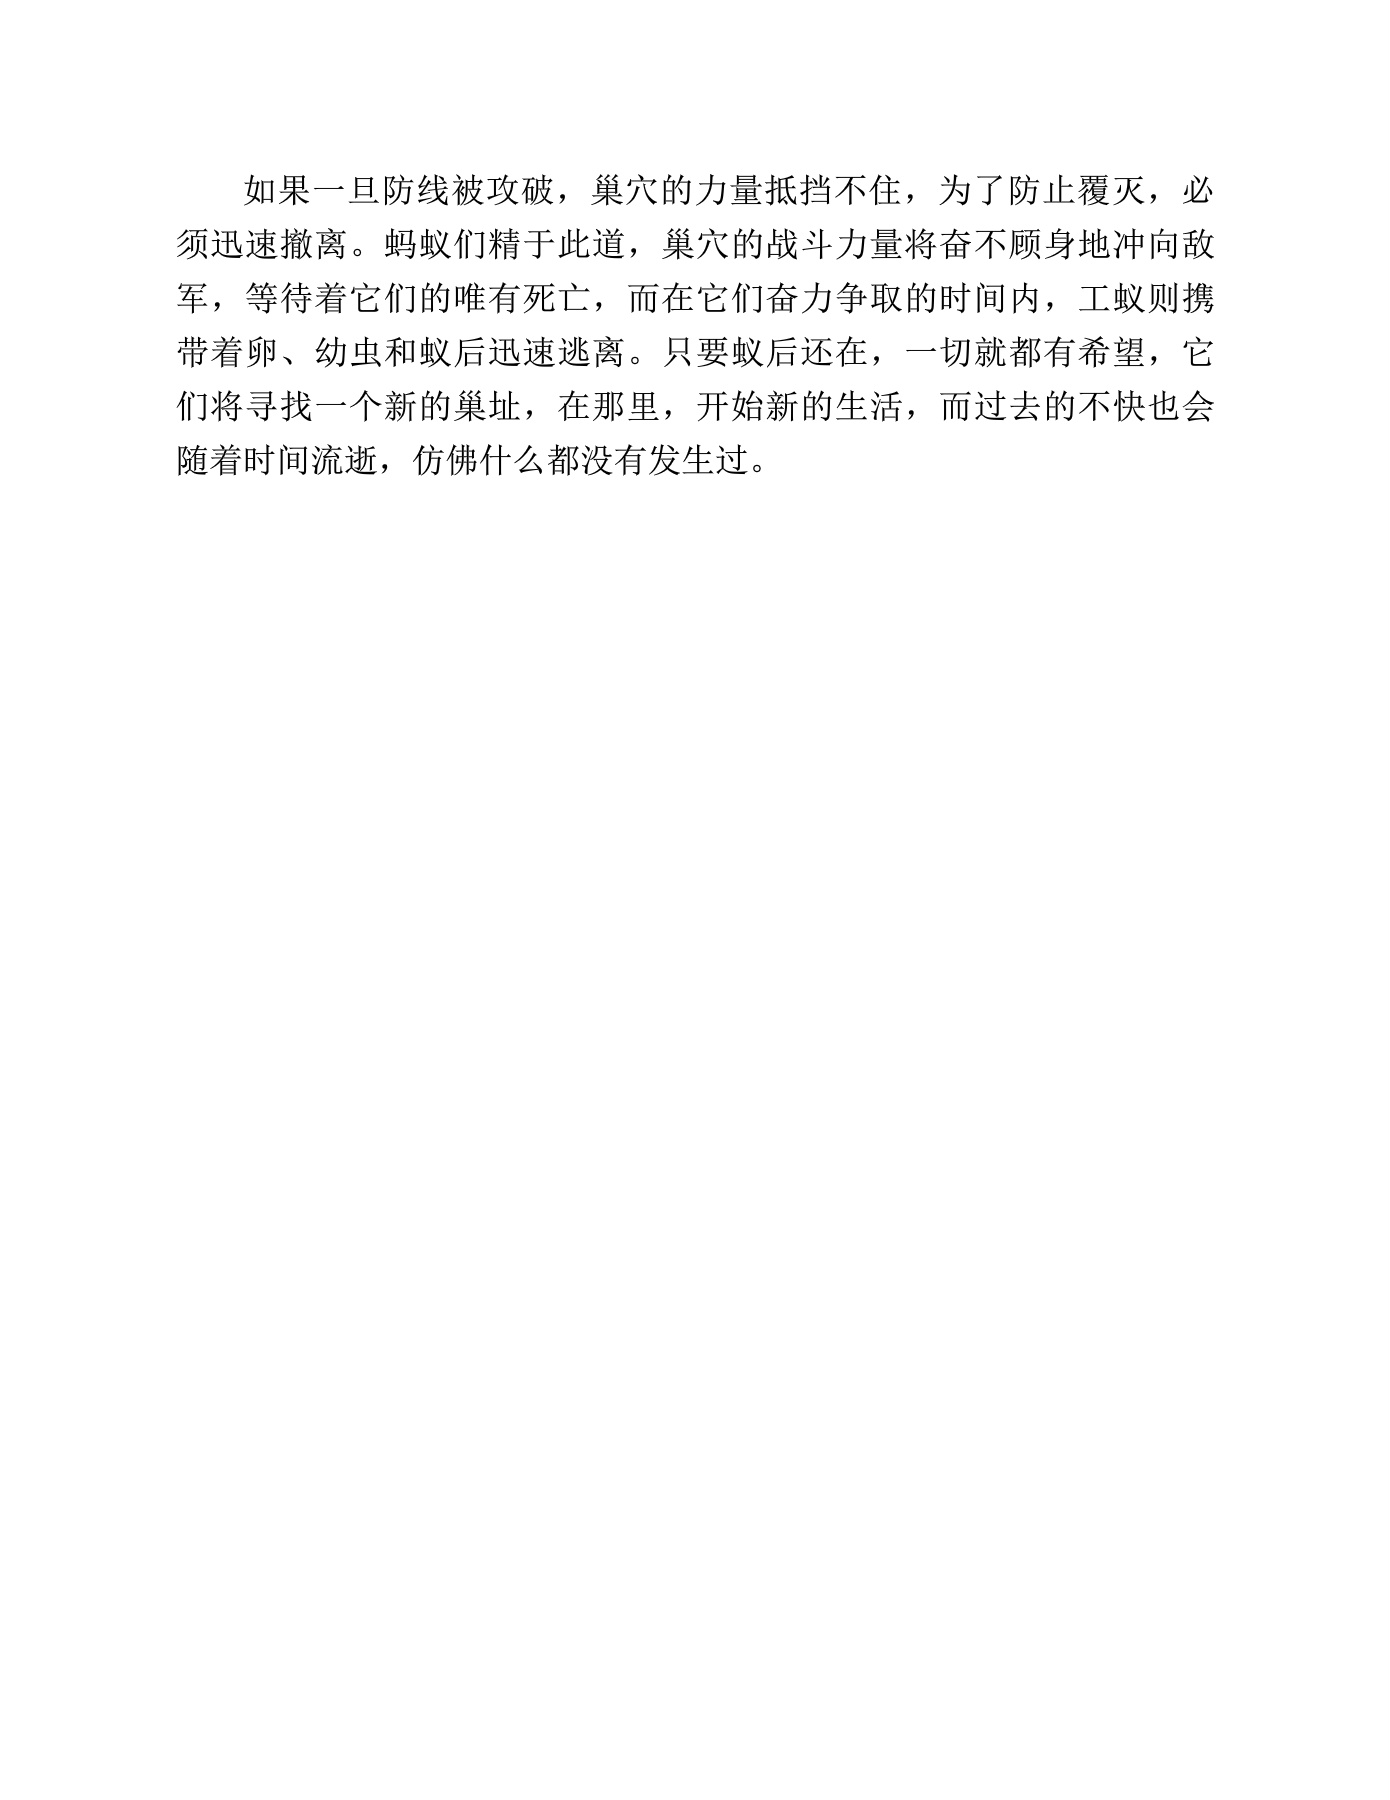 如果一旦防线被攻破，巢穴的力量抵挡不住，为了防止覆灭，必
须迅速撤离。蚂蚁们精于此道，巢穴的战斗力量将奋不顾身地冲向敌
军，等待着它们的唯有死亡，而在它们奋力争取的时间内，工蚁则携
带着卵、幼虫和蚁后迅速逃离。只要蚁后还在，一切就都有希望，它
们将寻找一个新的巢址，在那里，开始新的生活，而过去的不快也会
随着时间流逝，仿佛什么都没有发生过。